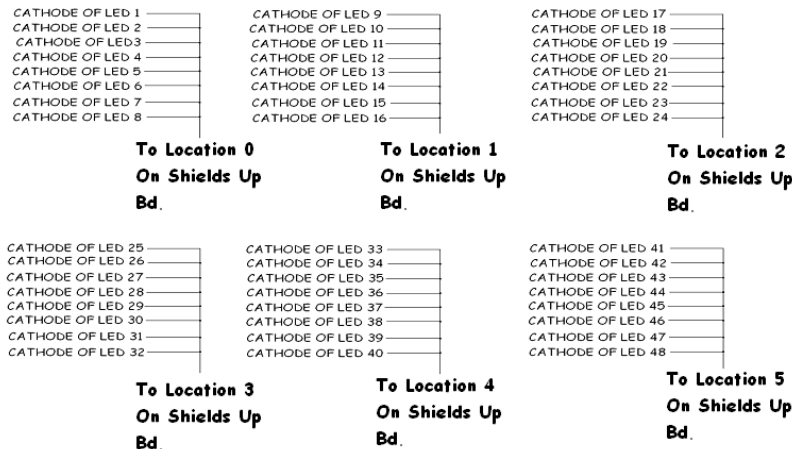 CATHODE OF LED 1
CATHODE OF LED 2
CATHODE OF LED3
CATHODE OF LED 4
CATHODE OF LED 5
CATHODE OF LED 6
CATHODE OF LED 7
CATHODE OF LED 8
To Location 0
On Shields Up
Bd.
CATHODE OF LED 9
CATHODE OF LED 10
CATHODE OF LED 11
CATHODE OF LED 12
CATHODE OF LED 13
CATHODE OF LED 14
CATHODE OF LED 15
CATHODE OF LED 16
To Location 1
On Shields Up
Bd.
CATHODE OF LED 17
CATHODE OF LED 18
CATHODE OF LED 19
CATHODE OF LED 20
CATHODE OF LED 21
CATHODE OF LED 22
CATHODE OF LED 23
CATHODE OF LED 24
To Location 2
On Shields Up
Bd.
CATHODE OF LED 25
CATHODE OF LED 26
CATHODE OF LED 27
CATHODE OF LED 28
CATHODE OF LED 29
CATHODE OF LED 30
CATHODE OF LED 31
CATHODE OF LED 32
To Location 3
On Shields Up
Bd.
CATHODE OF LED 33
CATHODE OF LED 34
CATHODE OF LED 35
CATHODE OF LED 36
CATHODE OF LED 37
CATHODE OF LED 38
CATHODE OF LED 39
CATHODE OF LED 40
To Location 4
On Shields Up
Bd.
CATHODE OF LED 41
CATHODE OF LED 42
CATHODE OF LED 43
CATHODE OF LED 44
CATHODE OF LED 45
CATHODE OF LED 46
CATHODE OF LED 47
CATHODE OF LED 48
To Location 5
On Shields Up
Bd.